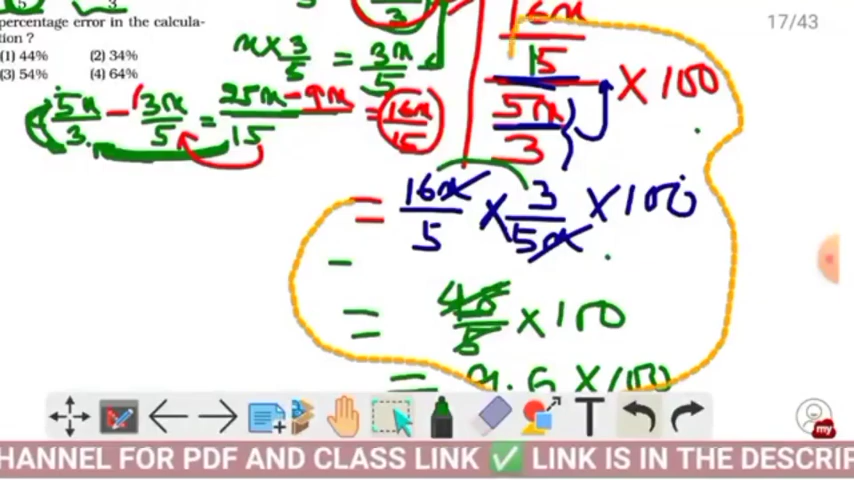 17/43
percentage error in the calcula-
tion ?
(1) 44% (2) 34%
(3) 54% (4) 64%
x × 3/5 = 3x/5
5x/3 - 3x/5 = 25x - 9x/15 = 16x/15
16x/15
5x/3 × 100
= 16x/5 × 3/5x × 100
=
= 48/5 × 100
= 9.6 × 100
T
my
HANNEL FOR PDF AND CLASS LINK ✅ LINK IS IN THE DESCRIP